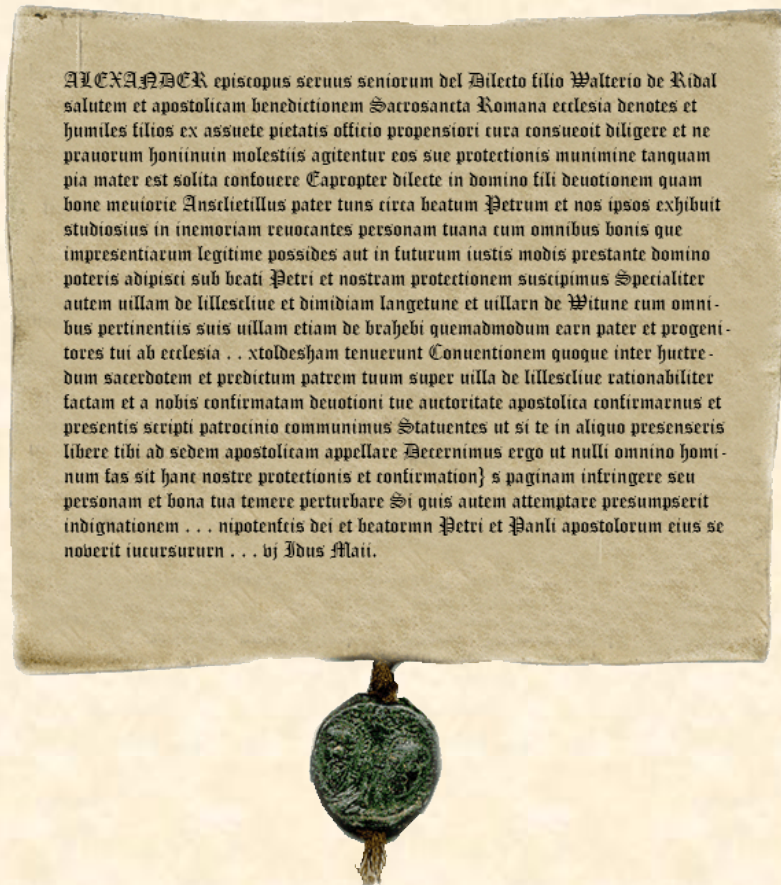 ALEXANDER episcopus seruus seniorum del Dilecto filio Walterio de Ridal
salutem et apostolicam benedictionem Sacrosancta Romana ecclesia denotes et
humiles filios ex assuete pietatis officio propensiori cura consueoit diligere et ne
prauorum honiinuin molestiis agitentur eos sue protectionis munimine tanquam
pia mater est solita confouere Eapropter dilecte in domino fili deuotionem quam
bone meuiorie Ansclietillus pater tuns circa beatum Petrum et nos ipsos exhibuit
studiosius in inemoriam reuocantes personam tuana cum omnibus bonis que
impresentiarum legitime possides aut in futurum iustis modis prestante domino
poteris adipisci sub beati Petri et nostram protectionem suscipimus Specialiter
autem uillam de lillescliue et dimidiam langetune et uillarn de Witune cum omni-
bus pertinentiis suis uillam etiam de brahebi quemadmodum earn pater et progeni-
tores tui ab ecclesia . . xtoldesham tenuerunt Conuentionem quoque inter huctre-
dum sacerdotem et predictum patrem tuum super uilla de lillescliue rationabiliter
factam et a nobis confirmatam deuotioni tue auctoritate apostolica confirmarnus et
presentis scripti patrocinio communimus Statuentes ut si te in aliquo presenseris
libere tibi ad sedem apostolicam appellare Decernimus ergo ut nulli omnino homi-
num fas sit hanc nostre protectionis et confirmation} s paginam infringere seu
personam et bona tua temere perturbare Si quis autem attemptare presumpserit
indignationem . . . nipotenfcis dei et beatormn Petri et Panli apostolorum eius se
noverit iucursururn . . . vj Idus Maii.